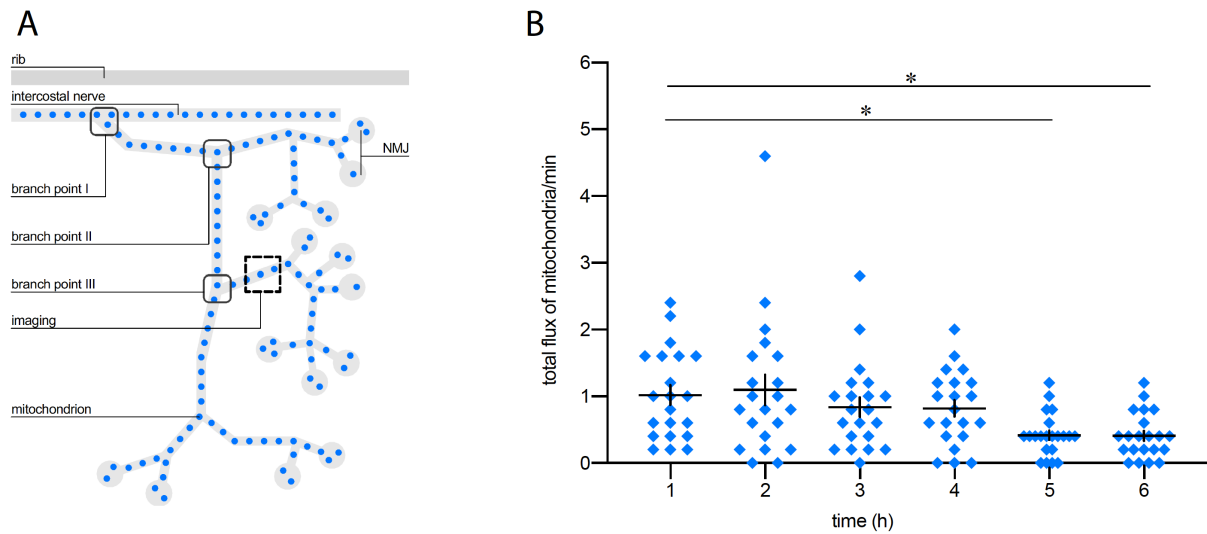 A
rib
intercostal nerve
NMJ
branch point I
branch point II
branch point III
imaging
mitochondrion
B
total flux of mitochondria/min
6
5
4
3
2
1
0
*
*
1 2 3 4 5 6
time (h)